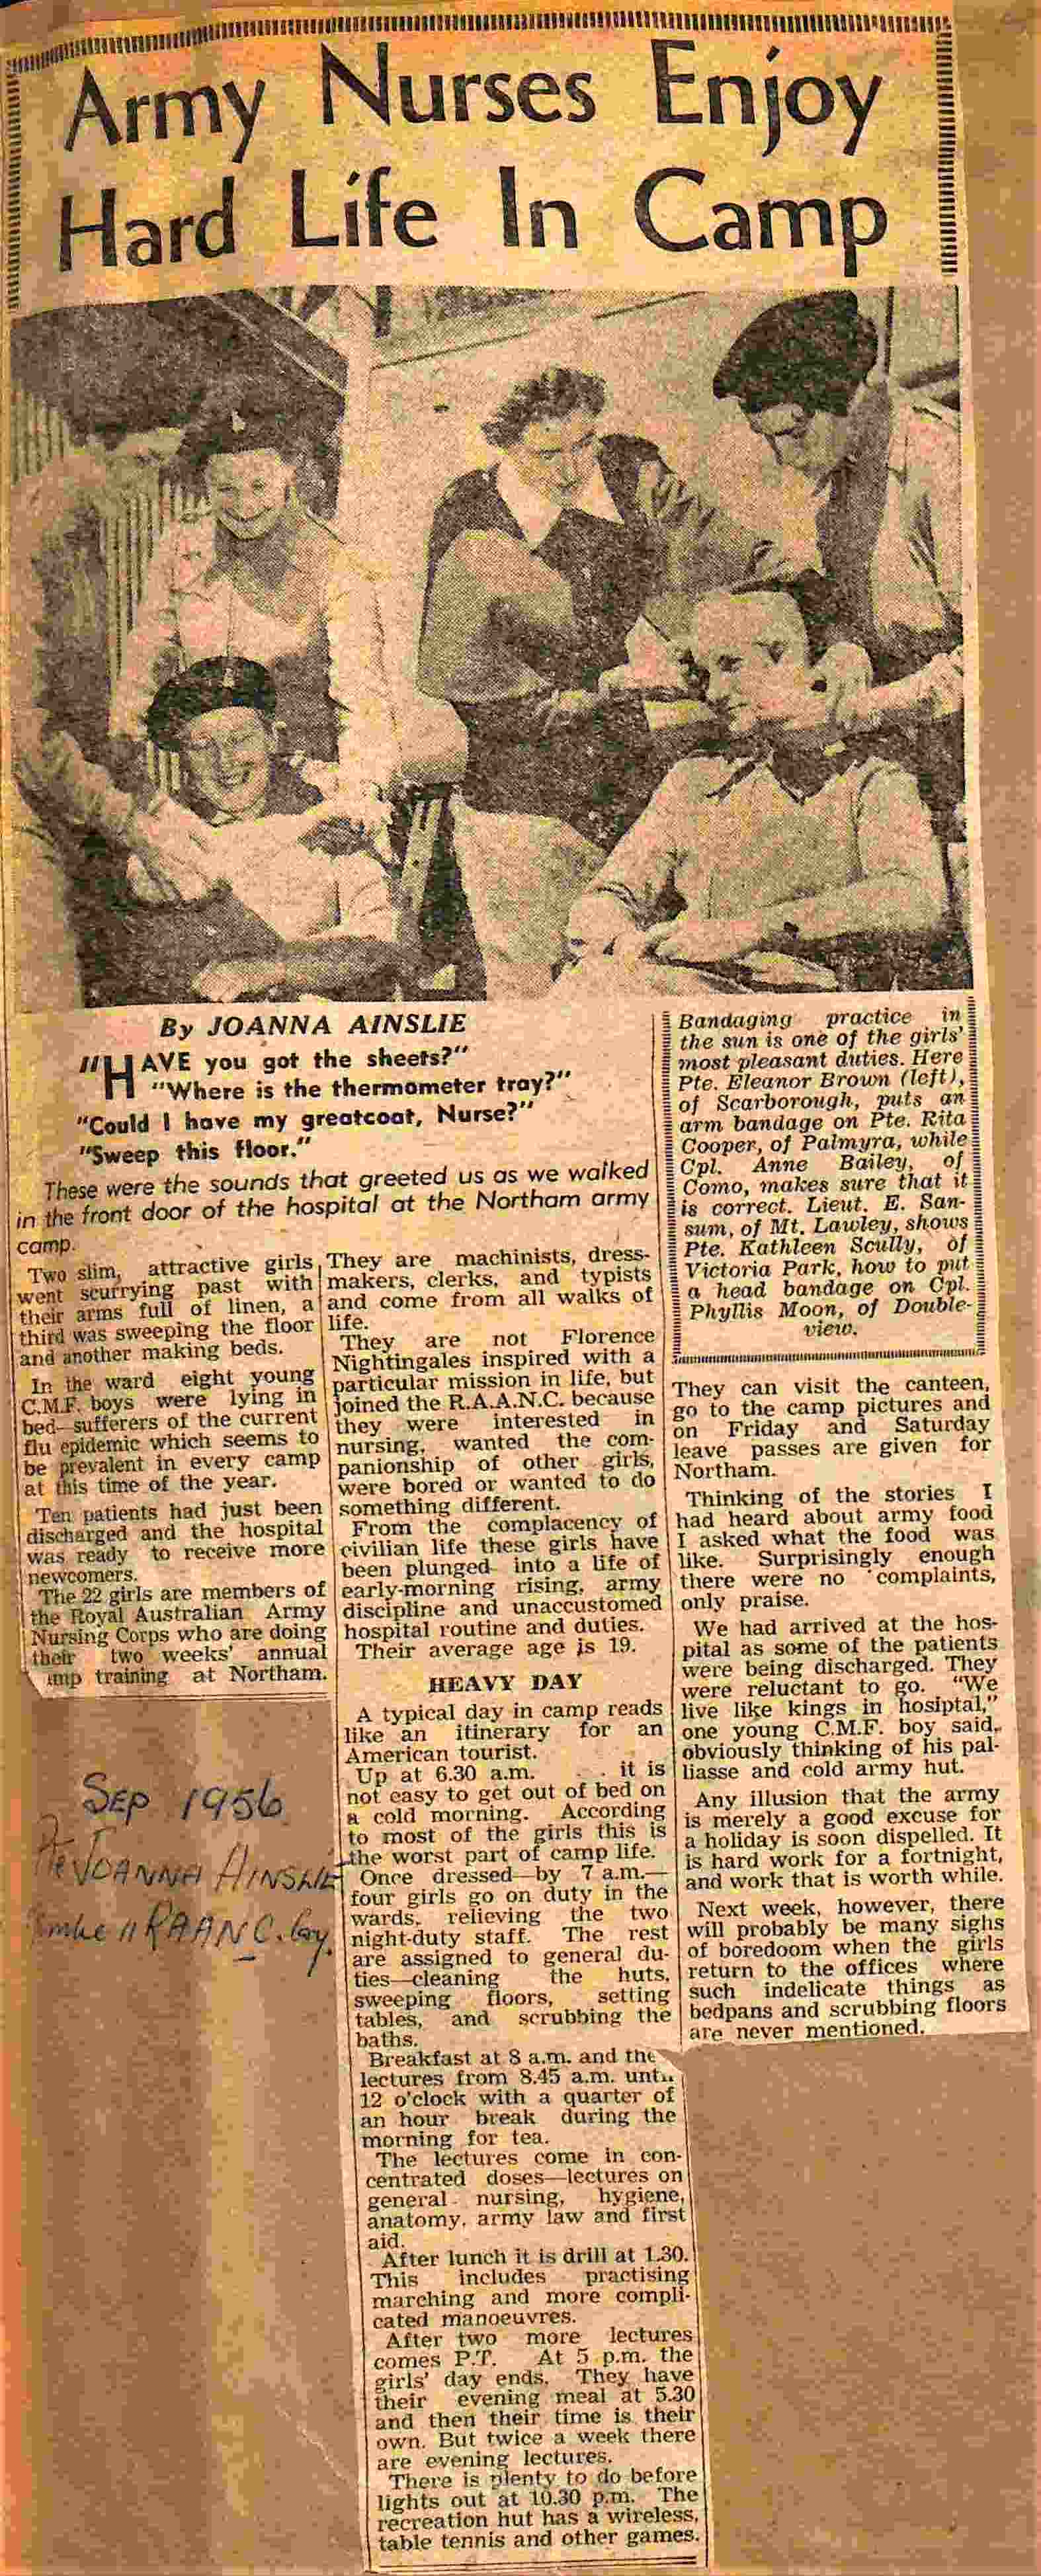 Army Nurses Enjoy
Hard Life In Camp
By JOANNA AINSLIE
"HAVE you got the sheets?"
"Where is the thermometer tray?"
"Could I have my greatcoat, Nurse?"
"Sweep this floor."
These were the sounds that greeted us as we walked
in the front door of the hospital at the Northam army
camp.
Two slim, attractive girls
went scurrying past with
their arms full of linen, a
third was sweeping the floor
and another making beds.
In the ward eight young
C.M.F. boys were lying in
bed—sufferers of the current
flu epidemic which seems to
be prevalent in every camp
at this time of the year.
Ten patients had just been
discharged and the hospital
was ready to receive more
newcomers.
The 22 girls are members of
the Royal Australian Army
Nursing Corps who are doing
their two weeks' annual
amp training at Northam.
They are machinists, dress-
makers, clerks, and typists
and come from all walks of
life.
They are not Florence
Nightingales inspired with a
particular mission in life, but
joined the R.A.A.N.C. because
they were interested in
nursing, wanted the com-
panionship of other girls,
were bored or wanted to do
something different.
From the complacency of
civilian life these girls have
been plunged into a life of
early-morning rising, army
discipline and unaccustomed
hospital routine and duties.
Their average age is 19.
HEAVY DAY
A typical day in camp reads
like an itinerary for an
American tourist.
Up at 6.30 a.m. . . it is
not easy to get out of bed on
a cold morning. According
to most of the girls this is
the worst part of camp life.
Once dressed—by 7 a.m.—
four girls go on duty in the
wards, relieving the two
night-duty staff. The rest
are assigned to general du-
ties—cleaning the huts,
sweeping floors, setting
tables, and scrubbing the
baths.
Breakfast at 8 a.m. and the
lectures from 8.45 a.m. until
12 o'clock with a quarter of
an hour break during the
morning for tea.
The lectures come in con-
centrated doses—lectures on
general nursing, hygiene,
anatomy, army law and first
aid.
After lunch it is drill at 1.30.
This includes practising
marching and more compli-
cated manoeuvres.
After two more lectures
comes P.T. At 5 p.m. the
girls' day ends. They have
their evening meal at 5.30
and then their time is their
own. But twice a week there
are evening lectures.
There is plenty to do before
lights out at 10.30 p.m. The
recreation hut has a wireless,
table tennis and other games.
Bandaging practice in
the sun is one of the girls'
most pleasant duties. Here
Pte. Eleanor Brown (left),
of Scarborough, puts an
arm bandage on Pte. Rita
Cooper, of Palmyra, while
Cpl. Anne Bailey, of
Como, makes sure that it
is correct. Lieut. E. San-
sum, of Mt. Lawley, shows
Pte. Kathleen Scully, of
Victoria Park, how to put
a head bandage on Cpl.
Phyllis Moon, of Double-
view.
They can visit the canteen,
go to the camp pictures and
on Friday and Saturday
leave passes are given for
Northam.
Thinking of the stories I
had heard about army food
I asked what the food was
like. Surprisingly enough
there were no complaints,
only praise.
We had arrived at the hos-
pital as some of the patients
were being discharged. They
were reluctant to go. "We
live like kings in hosiptal,"
one young C.M.F. boy said,
obviously thinking of his pal-
liasse and cold army hut.
Any illusion that the army
is merely a good excuse for
a holiday is soon dispelled. It
is hard work for a fortnight,
and work that is worth while.
Next week, however, there
will probably be many sighs
of boredoom when the girls
return to the offices where
such indelicate things as
bedpans and scrubbing floors
are never mentioned.
SEP 1956
JOANNA AINSLIE
11 RAANC. Coy.